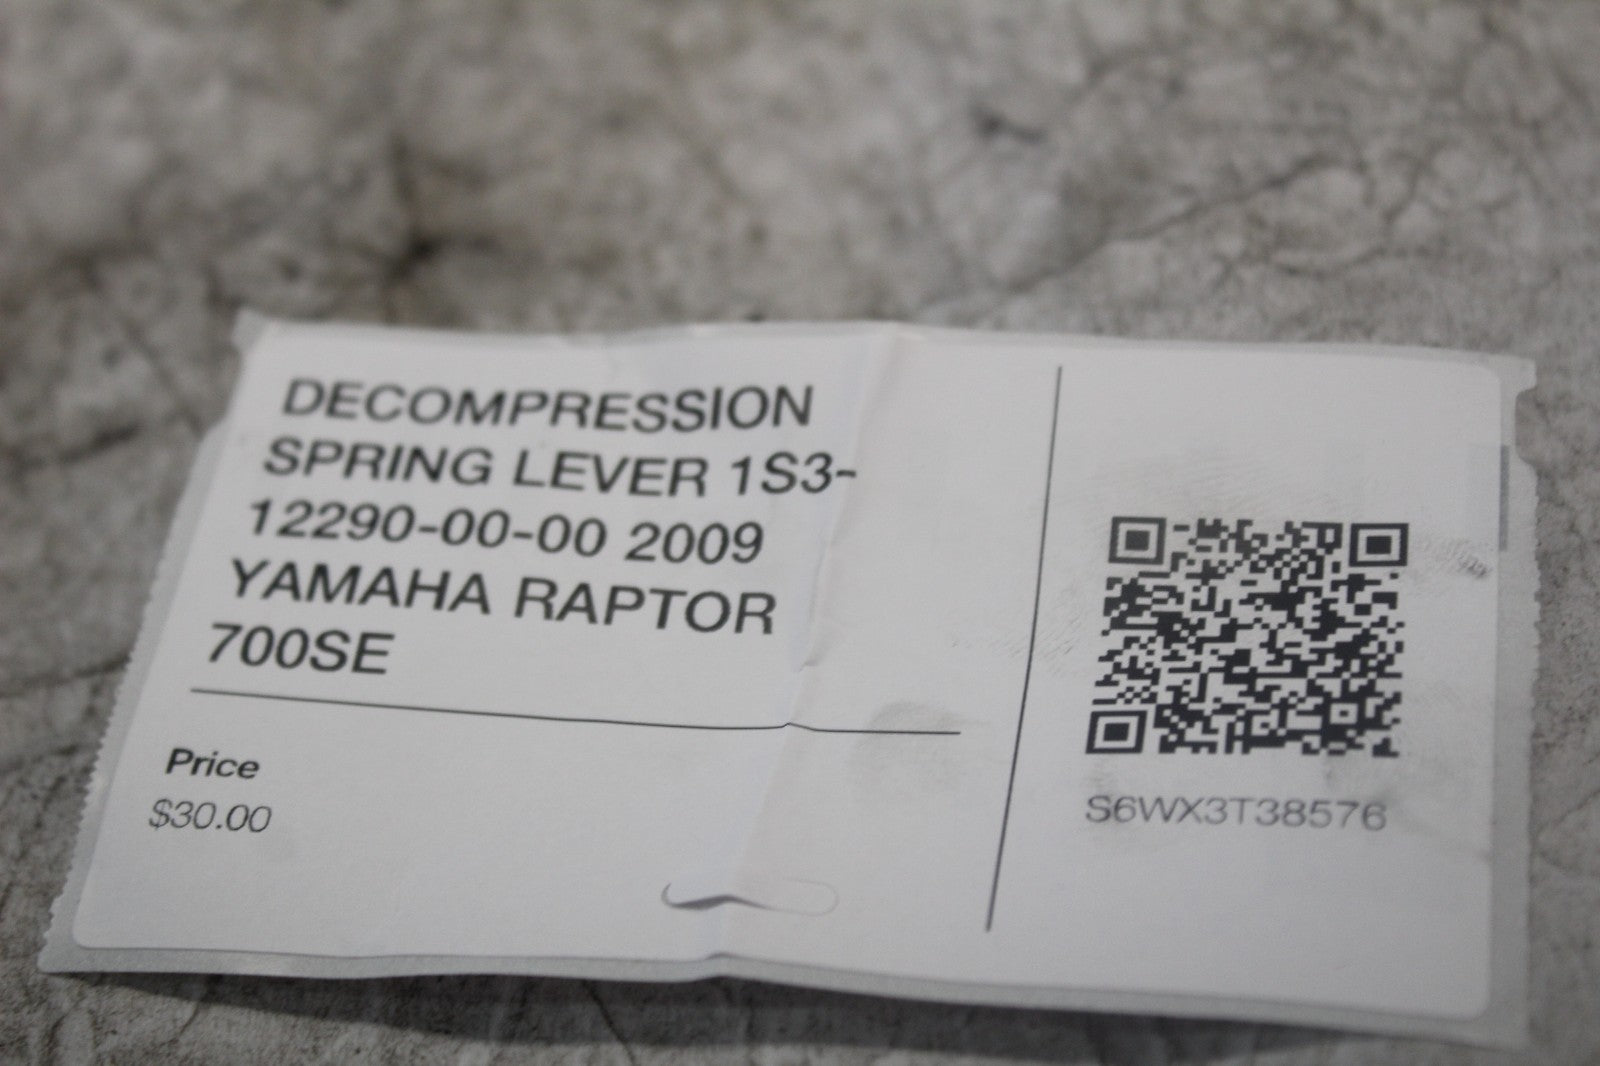 DECOMPRESSION
SPRING LEVER 1S3-
12290-00-00 2009
YAMAHA RAPTOR
700SE
Price
$30.00
S6WX3T38576